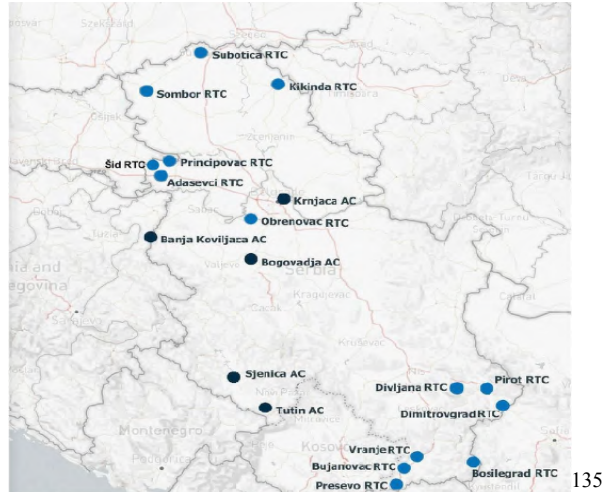 Subotica RTC
Sombor RTC
Kikinda RTC
Principovac RTC
Šid RTC
Adasevci RTC
Krnjaca AC
Obrenovac RTC
Banja Koviljaca AC
Bogovadja AC
Serbia
Kragujevac
Sjenica AC
Tutin AC
Divljana RTC
Pirot RTC
Dimitrovgrad RTC
Montenegro
Kosovo
Vranje RTC
Bujanovac RTC
Bosilegrad RTC
Presevo RTC
135